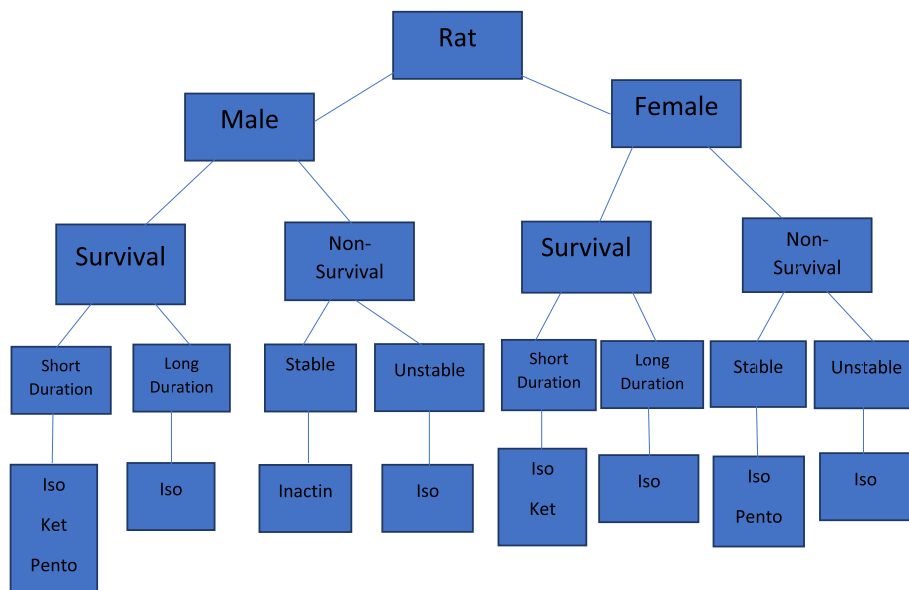 Rat
Male
Female
Survival
Non-
Survival
Survival
Non-
Survival
Short
Duration
Long
Duration
Stable
Unstable
Short
Duration
Long
Duration
Stable
Unstable
Iso
Ket
Pento
Iso
Inactin
Iso
Iso
Ket
Iso
Iso
Pento
Iso